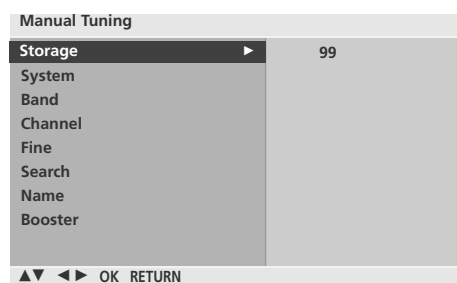 Manual Tuning
Storage ► 99
System
Band
Channel
Fine
Search
Name
Booster
▲▼ ◄► OK RETURN